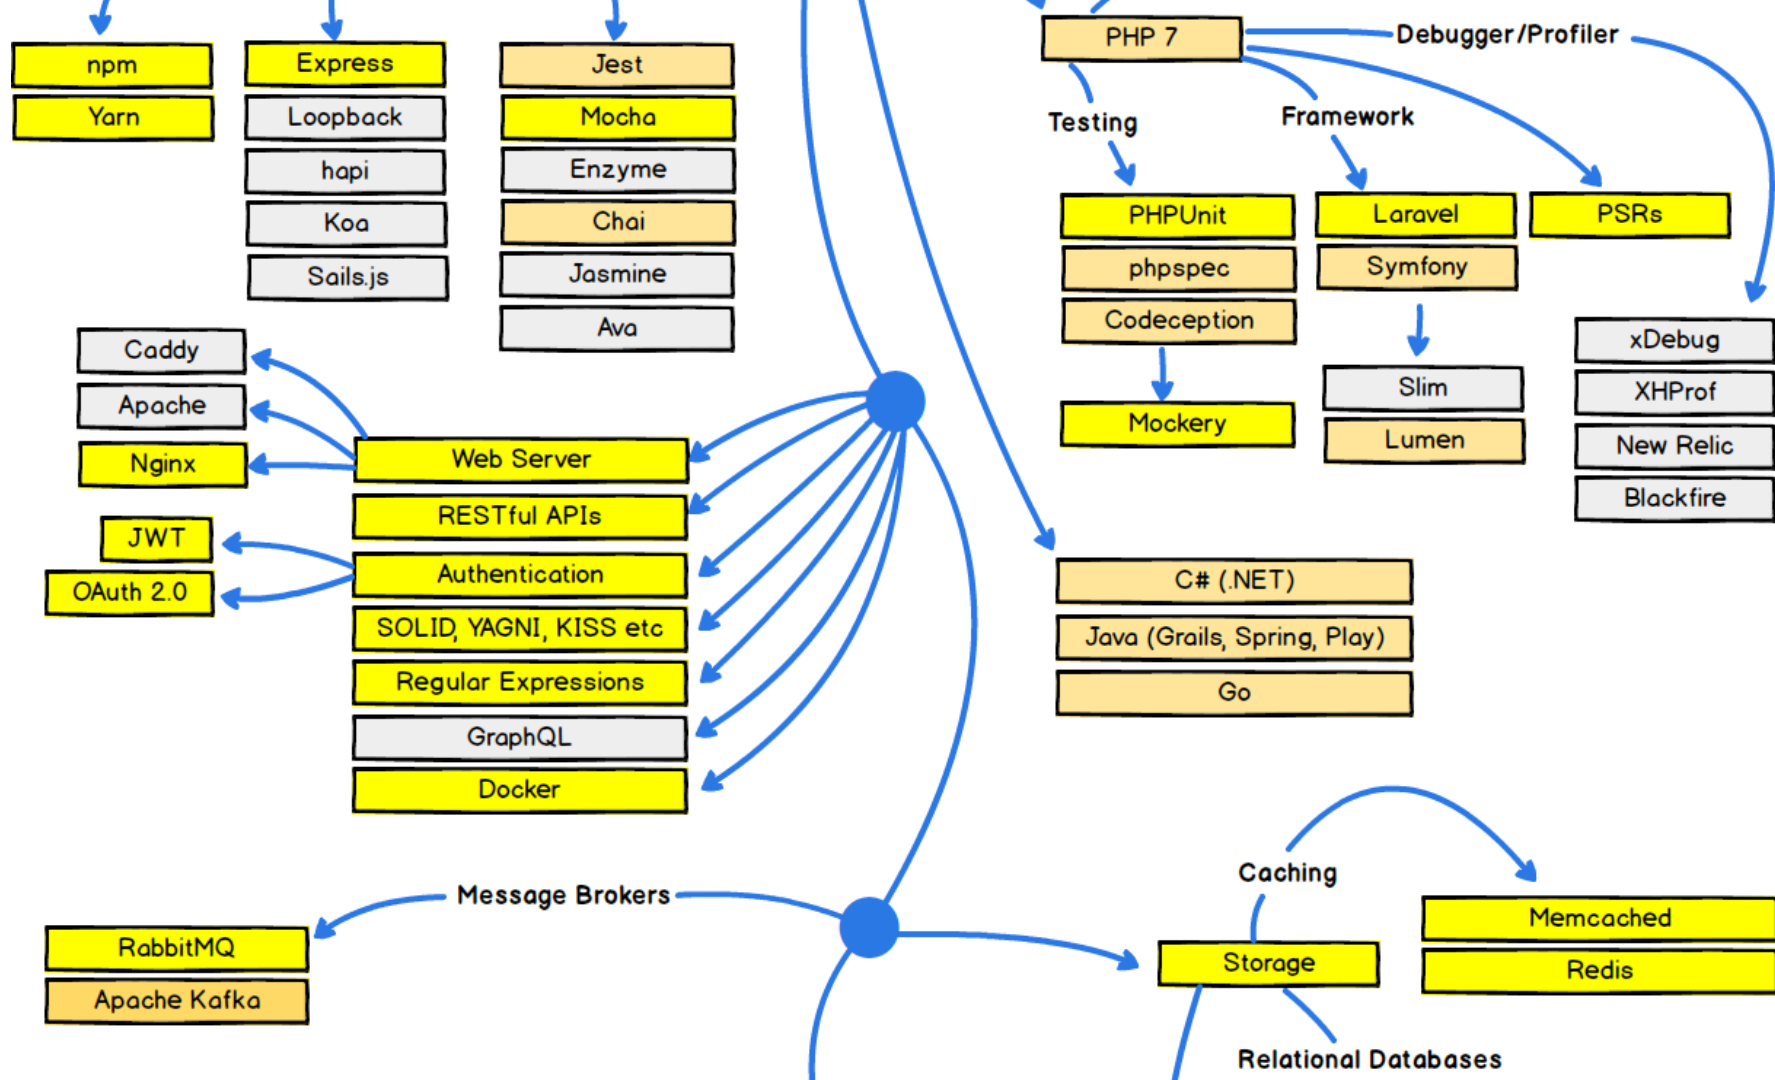 npm
Yarn
Express
Loopback
hapi
Koa
Sails.js
Jest
Mocha
Enzyme
Chai
Jasmine
Ava
PHP 7
Debugger/Profiler
Testing
Framework
PHPUnit
phpspec
Codeception
Mockery
Laravel
Symfony
Slim
Lumen
PSRs
xDebug
XHProf
New Relic
Blackfire
Caddy
Apache
Nginx
JWT
OAuth 2.0
Web Server
RESTful APIs
Authentication
SOLID, YAGNI, KISS etc
Regular Expressions
GraphQL
Docker
C# (.NET)
Java (Grails, Spring, Play)
Go
Message Brokers
RabbitMQ
Apache Kafka
Caching
Storage
Memcached
Redis
Relational Databases